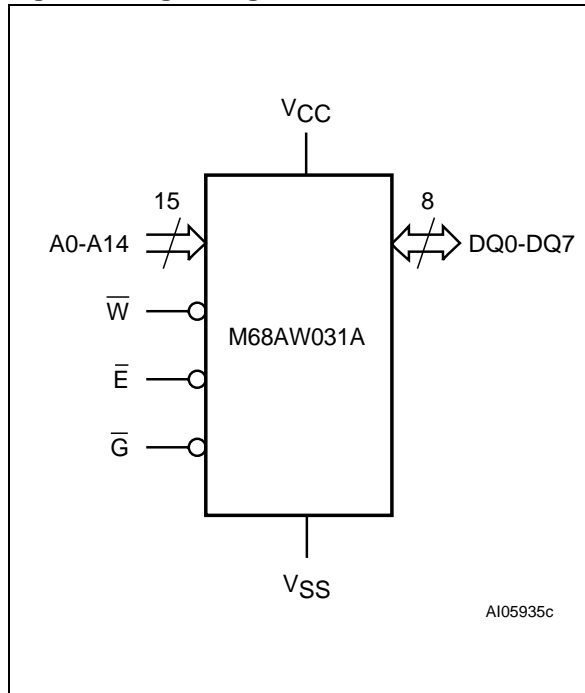 VCC
15
A0-A14
8
DQ0-DQ7
W̅
M68AW031A
E̅
G̅
VSS
AI05935c